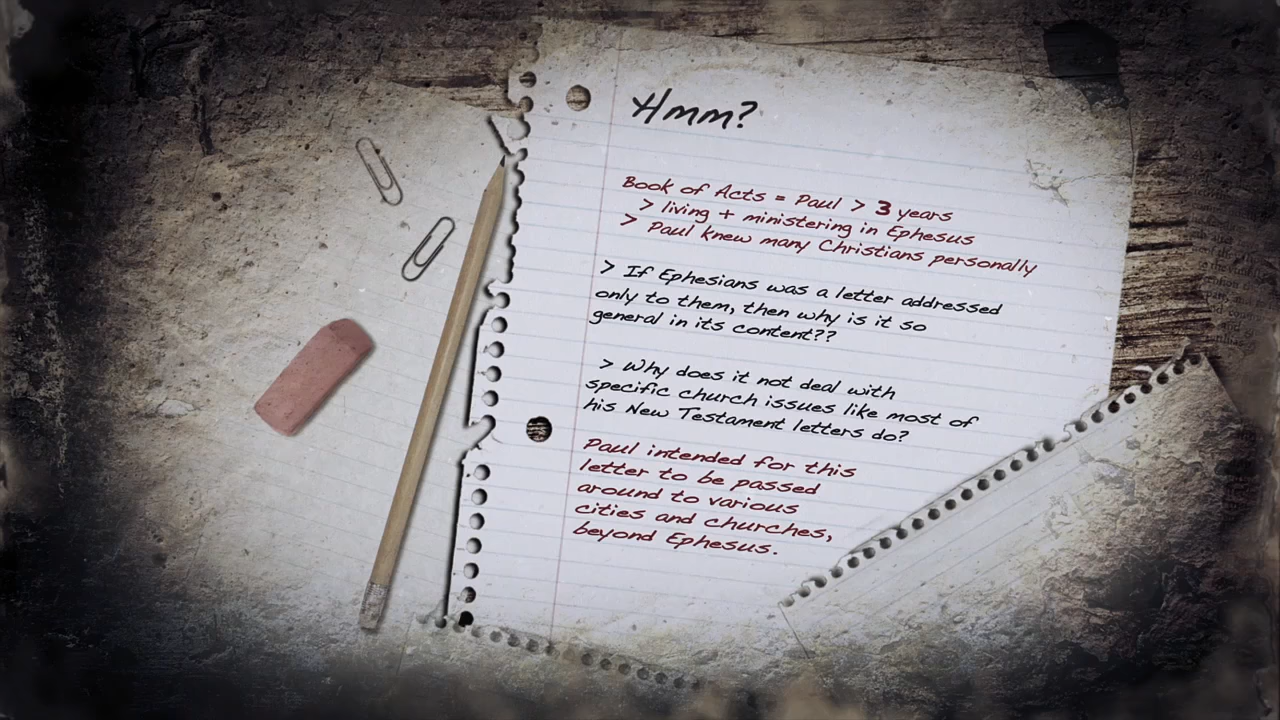 Hmm?
Book of Acts = Paul > 3 years
> living + ministering in Ephesus
> Paul knew many Christians personally
> If Ephesians was a letter addressed
only to them, then why is it so
general in its content??
> Why does it not deal with
specific church issues like most of
his New Testament letters do?
Paul intended for this
letter to be passed
around to various
cities and churches,
beyond Ephesus.